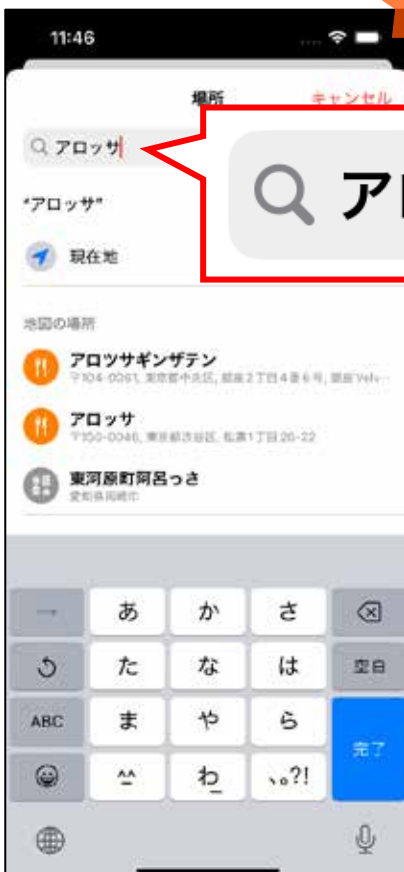 11:46
場所 キャンセル
アロッサ
アロ
"アロッサ"
現在地
地図の場所
アロツサギンザテン
〒104-0061, 東京都中央区, 銀座2丁目4番6号, 銀座Velv…
アロッサ
〒150-0046, 東京都渋谷区, 松濤1丁目26-22
東河原町阿呂っさ
愛知県岡崎市
→ あ か さ
た な は 空白
ABC ま や ら 完了
^^ わ 、。?!